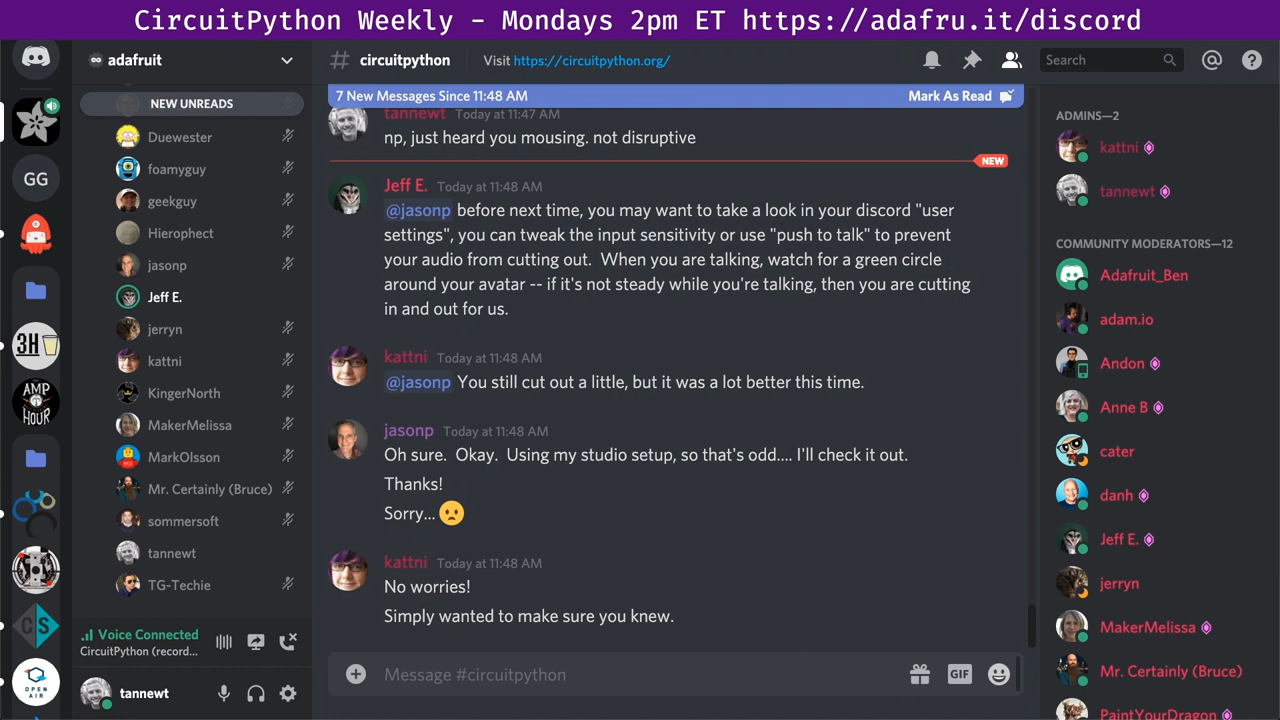 CircuitPython Weekly - Mondays 2pm ET https://adafru.it/discord
adafruit
NEW UNREADS
Duewester
foamyguy
geekguy
Hierophect
jasonp
Jeff E.
jerryn
kattni
KingerNorth
MakerMelissa
MarkOlsson
Mr. Certainly (Bruce)
sommersoft
tannewt
TG-Techie
Voice Connected
CircuitPython (record...
tannewt
GG
3H
AMP
HOUR
CS
OPEN
AIR
# circuitpython
Visit https://circuitpython.org/
Search
7 New Messages Since 11:48 AM
Mark As Read
tannewt Today at 11:47 AM
np, just heard you mousing. not disruptive
NEW
Jeff E. Today at 11:48 AM
@jasonp before next time, you may want to take a look in your discord "user
settings", you can tweak the input sensitivity or use "push to talk" to prevent
your audio from cutting out. When you are talking, watch for a green circle
around your avatar -- if it's not steady while you're talking, then you are cutting
in and out for us.
kattni Today at 11:48 AM
@jasonp You still cut out a little, but it was a lot better this time.
jasonp Today at 11:48 AM
Oh sure. Okay. Using my studio setup, so that's odd.... I'll check it out.
Thanks!
Sorry... 😟
kattni Today at 11:48 AM
No worries!
Simply wanted to make sure you knew.
Message #circuitpython
GIF
ADMINS—2
kattni
tannewt
COMMUNITY MODERATORS—12
Adafruit_Ben
adam.io
Andon
Anne B
cater
danh
Jeff E.
jerryn
MakerMelissa
Mr. Certainly (Bruce)
PaintYourDragon